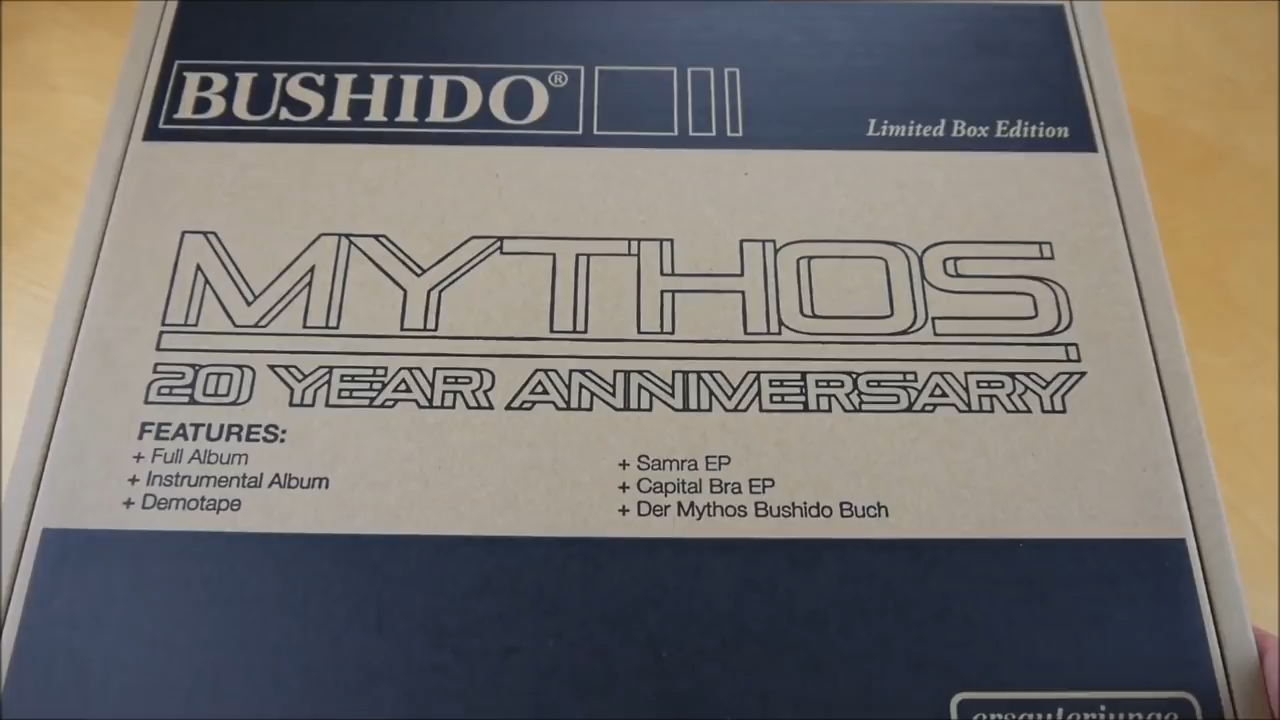 BUSHIDO®
Limited Box Edition
MYTHOS
20 YEAR ANNIVERSARY
FEATURES:
+ Full Album
+ Instrumental Album
+ Demotape
+ Samra EP
+ Capital Bra EP
+ Der Mythos Bushido Buch
ersguterjunge